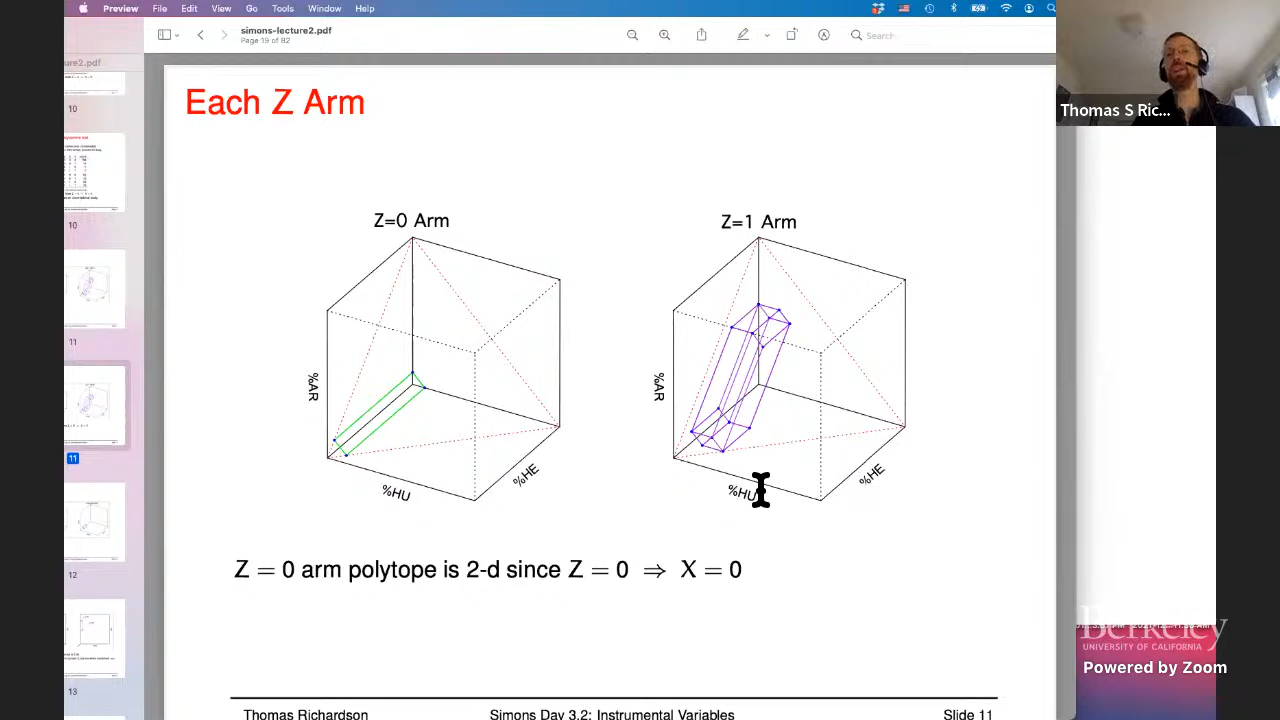 Preview File Edit View Go Tools Window Help
simons-lecture2.pdf
Page 19 of 82
Search
ture2.pdf
10
10
11
11
12
13
Each Z Arm
Z=0 Arm
Z=1 Arm
%AR
%HU
%HE
%AR
%HU
%HE
Z = 0 arm polytope is 2-d since Z = 0 ⇒ X = 0
Thomas Richardson
Simons Day 3.2: Instrumental Variables
Slide 11
Thomas S Ric...
Berkeley
UNIVERSITY OF CALIFORNIA
Powered by Zoom